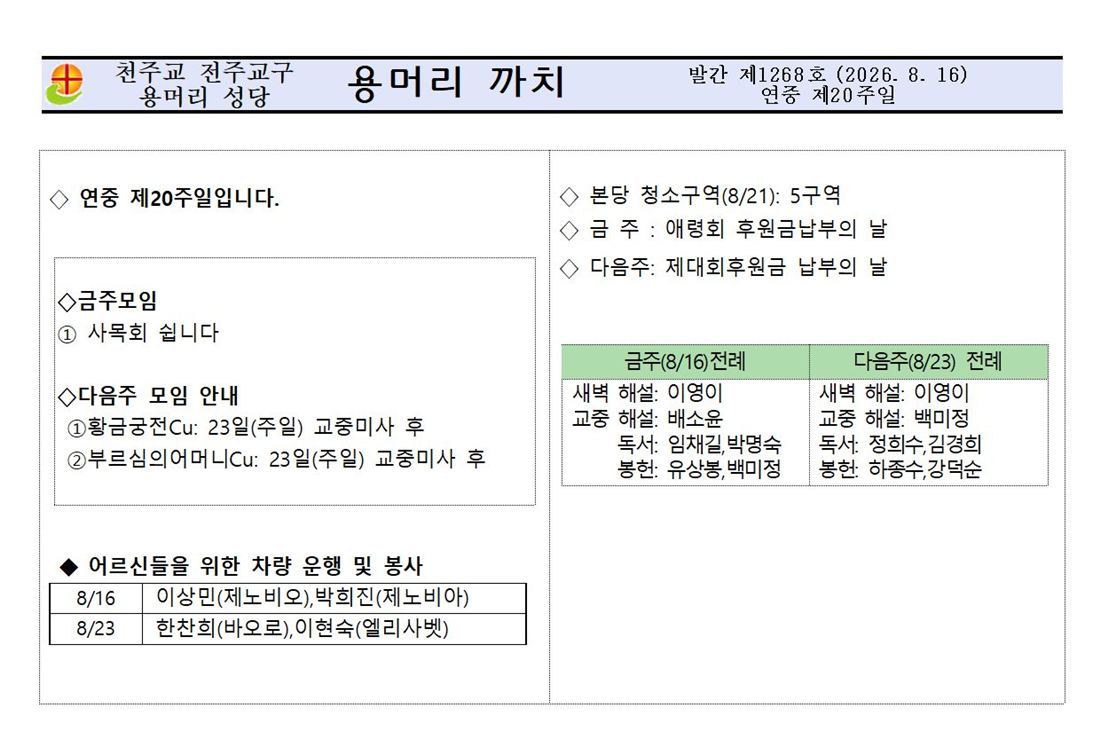 천주교 전주교구
용머리 성당
용머리 까치
발간 제1268호 (2026. 8. 16)
연중 제20주일
◇ 연중 제20주일입니다.
◇금주모임
① 사목회 쉽니다
◇다음주 모임 안내
①황금궁전Cu: 23일(주일) 교중미사 후
②부르심의어머니Cu: 23일(주일) 교중미사 후
◆ 어르신들을 위한 차량 운행 및 봉사
8/16 이상민(제노비오),박희진(제노비아)
8/23 한찬희(바오로),이현숙(엘리사벳)
◇ 본당 청소구역(8/21): 5구역
◇ 금 주 : 애령회 후원금납부의 날
◇ 다음주: 제대회후원금 납부의 날
금주(8/16)전례 다음주(8/23) 전례
새벽 해설: 이영이 새벽 해설: 이영이
교중 해설: 배소윤 교중 해설: 백미정
독서: 임채길,박명숙 독서: 정희수,김경희
봉헌: 유상봉,백미정 봉헌: 하종수,강덕순